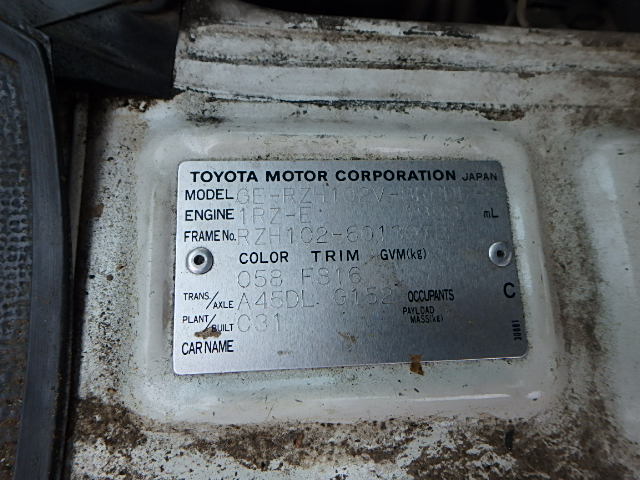 TOYOTA MOTOR CORPORATION JAPAN
MODEL
ENGINE 1RZ-E mL
FRAME No.
COLOR TRIM GVM(kg)
058 FS16
TRANS/AXLE A45DL G152 OCCUPANTS C
PLANT/BUILT C31 PAYLOAD MASS(kg)
CAR NAME